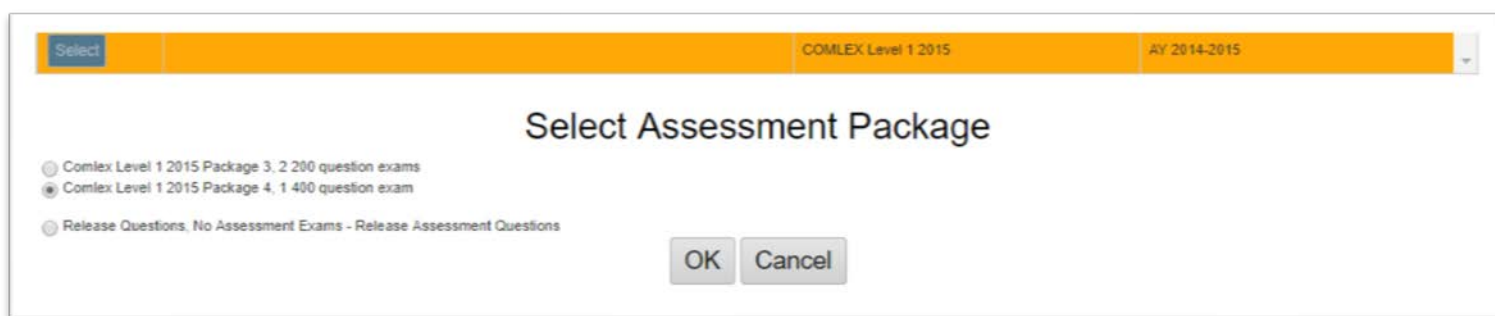 Select COMLEX Level 1 2015 AY 2014-2015
Select Assessment Package
Comlex Level 1 2015 Package 3, 2 200 question exams
Comlex Level 1 2015 Package 4, 1 400 question exam
Release Questions, No Assessment Exams - Release Assessment Questions
OK Cancel